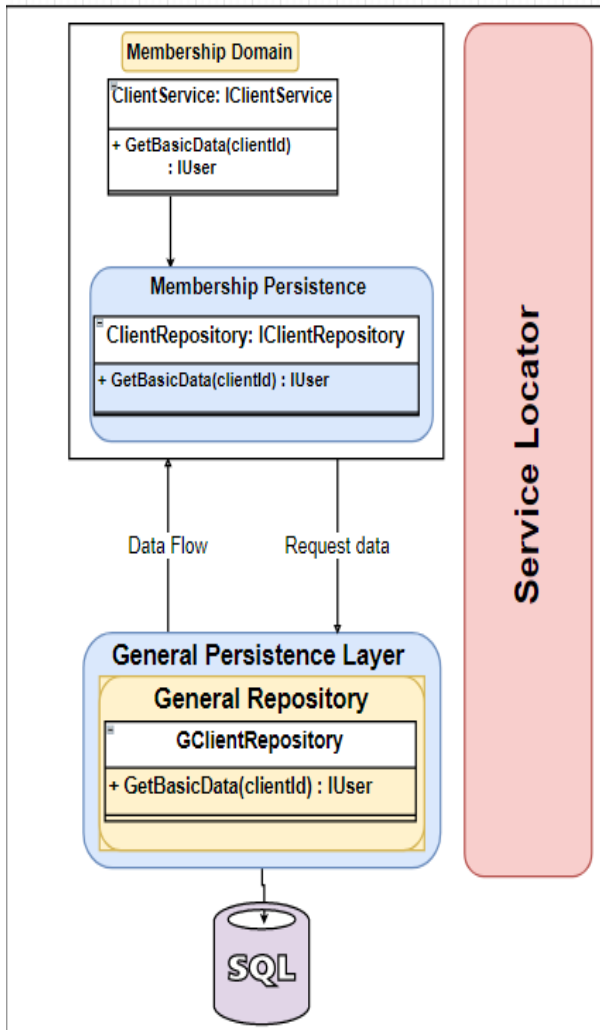 Membership Domain
ClientService: IClientService
+ GetBasicData(clientId)
: IUser
Membership Persistence
ClientRepository: IClientRepository
+ GetBasicData(clientId) : IUser
Data Flow
Request data
General Persistence Layer
General Repository
GClientRepository
+ GetBasicData(clientId) : IUser
SQL
Service Locator